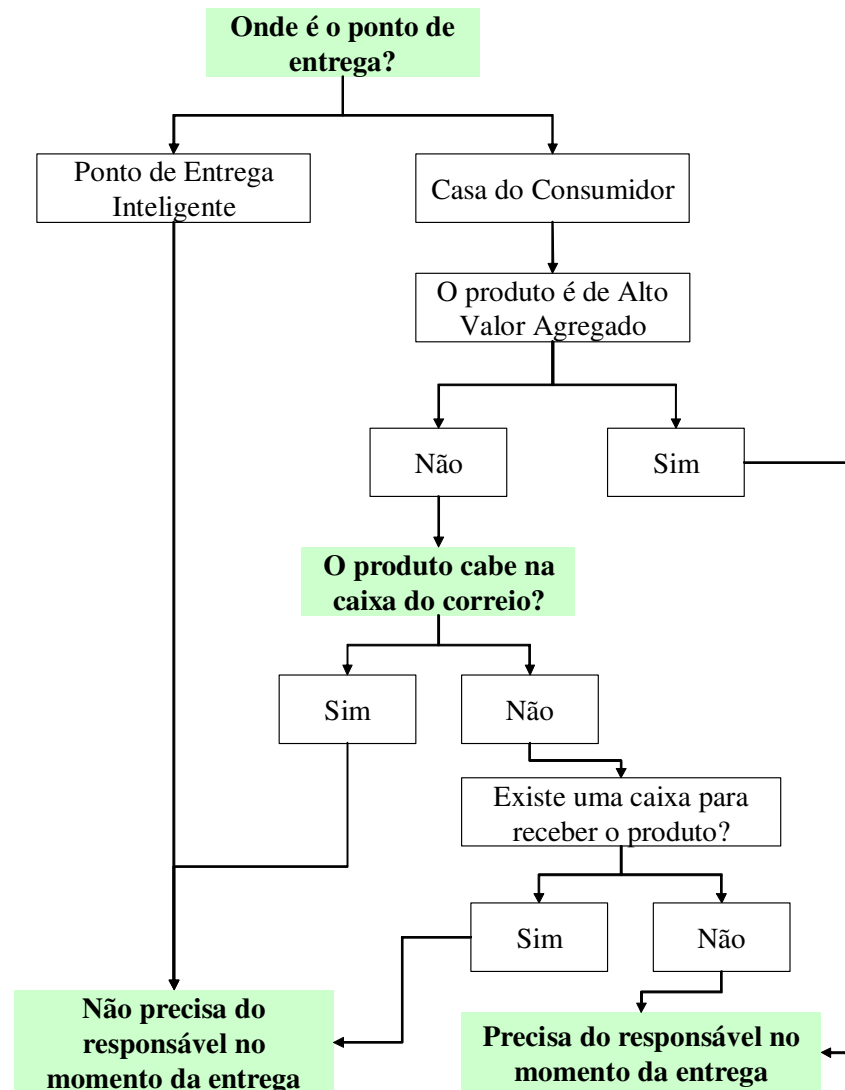 Onde é o ponto de
entrega?
Ponto de Entrega
Inteligente
Casa do Consumidor
O produto é de Alto
Valor Agregado
Não
Sim
O produto cabe na
caixa do correio?
Sim
Não
Existe uma caixa para
receber o produto?
Sim
Não
Não precisa do
responsável no
momento da entrega
Precisa do responsável no
momento da entrega